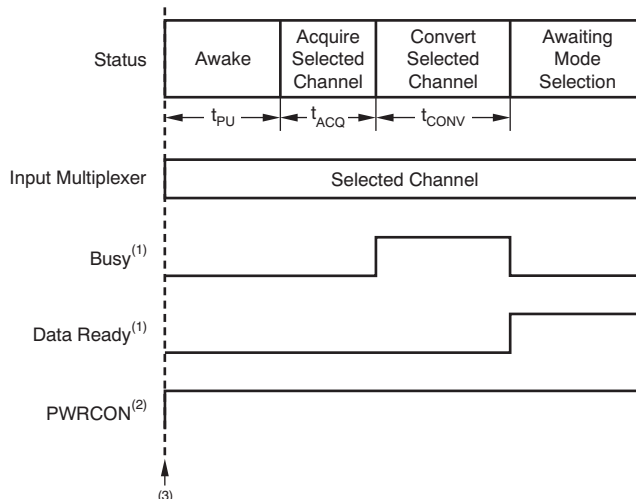 Status
Awake
Acquire
Selected
Channel
Convert
Selected
Channel
Awaiting
Mode
Selection
tPU
tACQ
tCONV
Input Multiplexer
Selected Channel
Busy(1)
Data Ready(1)
PWRCON(2)
(3)